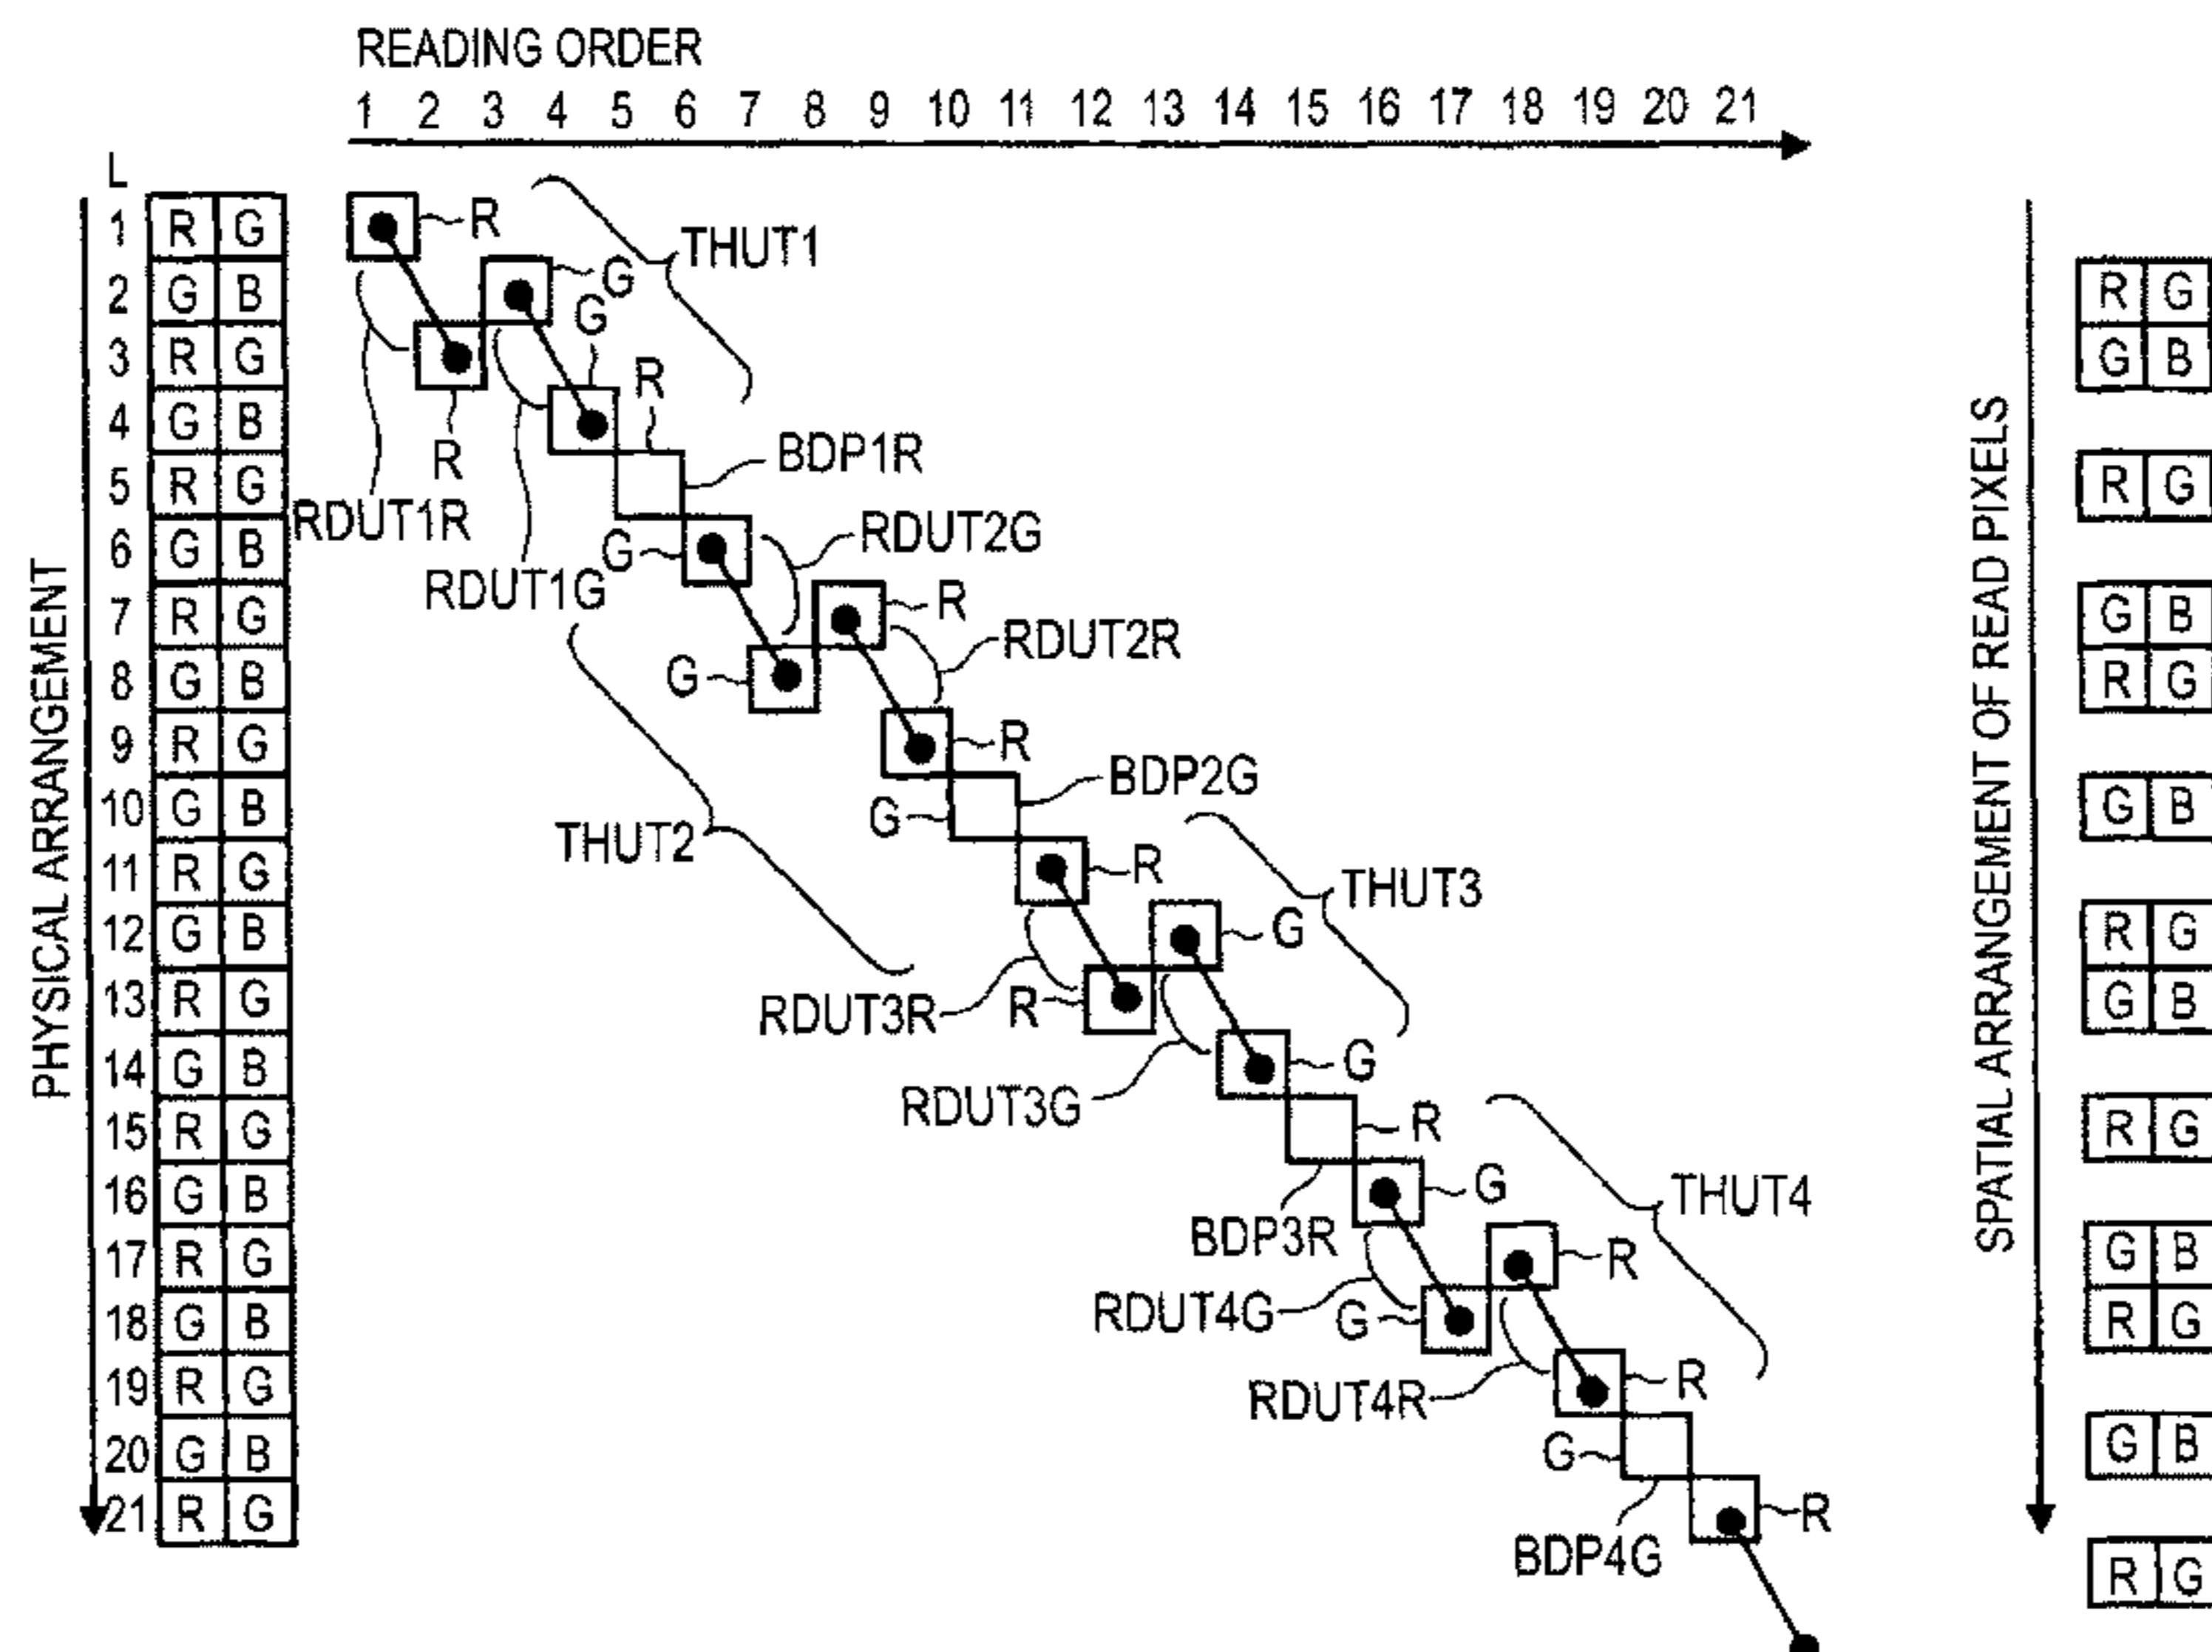 READING ORDER
1 2 3 4 5 6 7 8 9 10 11 12 13 14 15 16 17 18 19 20 21
L
PHYSICAL ARRANGEMENT
SPATIAL ARRANGEMENT OF READ PIXELS
1 R G R THUT1
2 G B G R G
G
3 R G R G B
4 G B R
BDP1R
5 R G R G
RDUT1R
RDUT2G
6 G B G
RDUT1G
7 R G R G B
RDUT2R
8 G B G R G
9 R G R
BDP2G
10 G B G G B
THUT2
11 R G R
THUT3
12 G B G R G
13 R G R G B
RDUT3R
14 G B G
RDUT3G
15 R G R R G
16 G B G
THUT4
BDP3R
17 R G R G B
RDUT4G
18 G B G R G
19 R G R
RDUT4R
20 G B G G B
21 R G R
BDP4G
R G